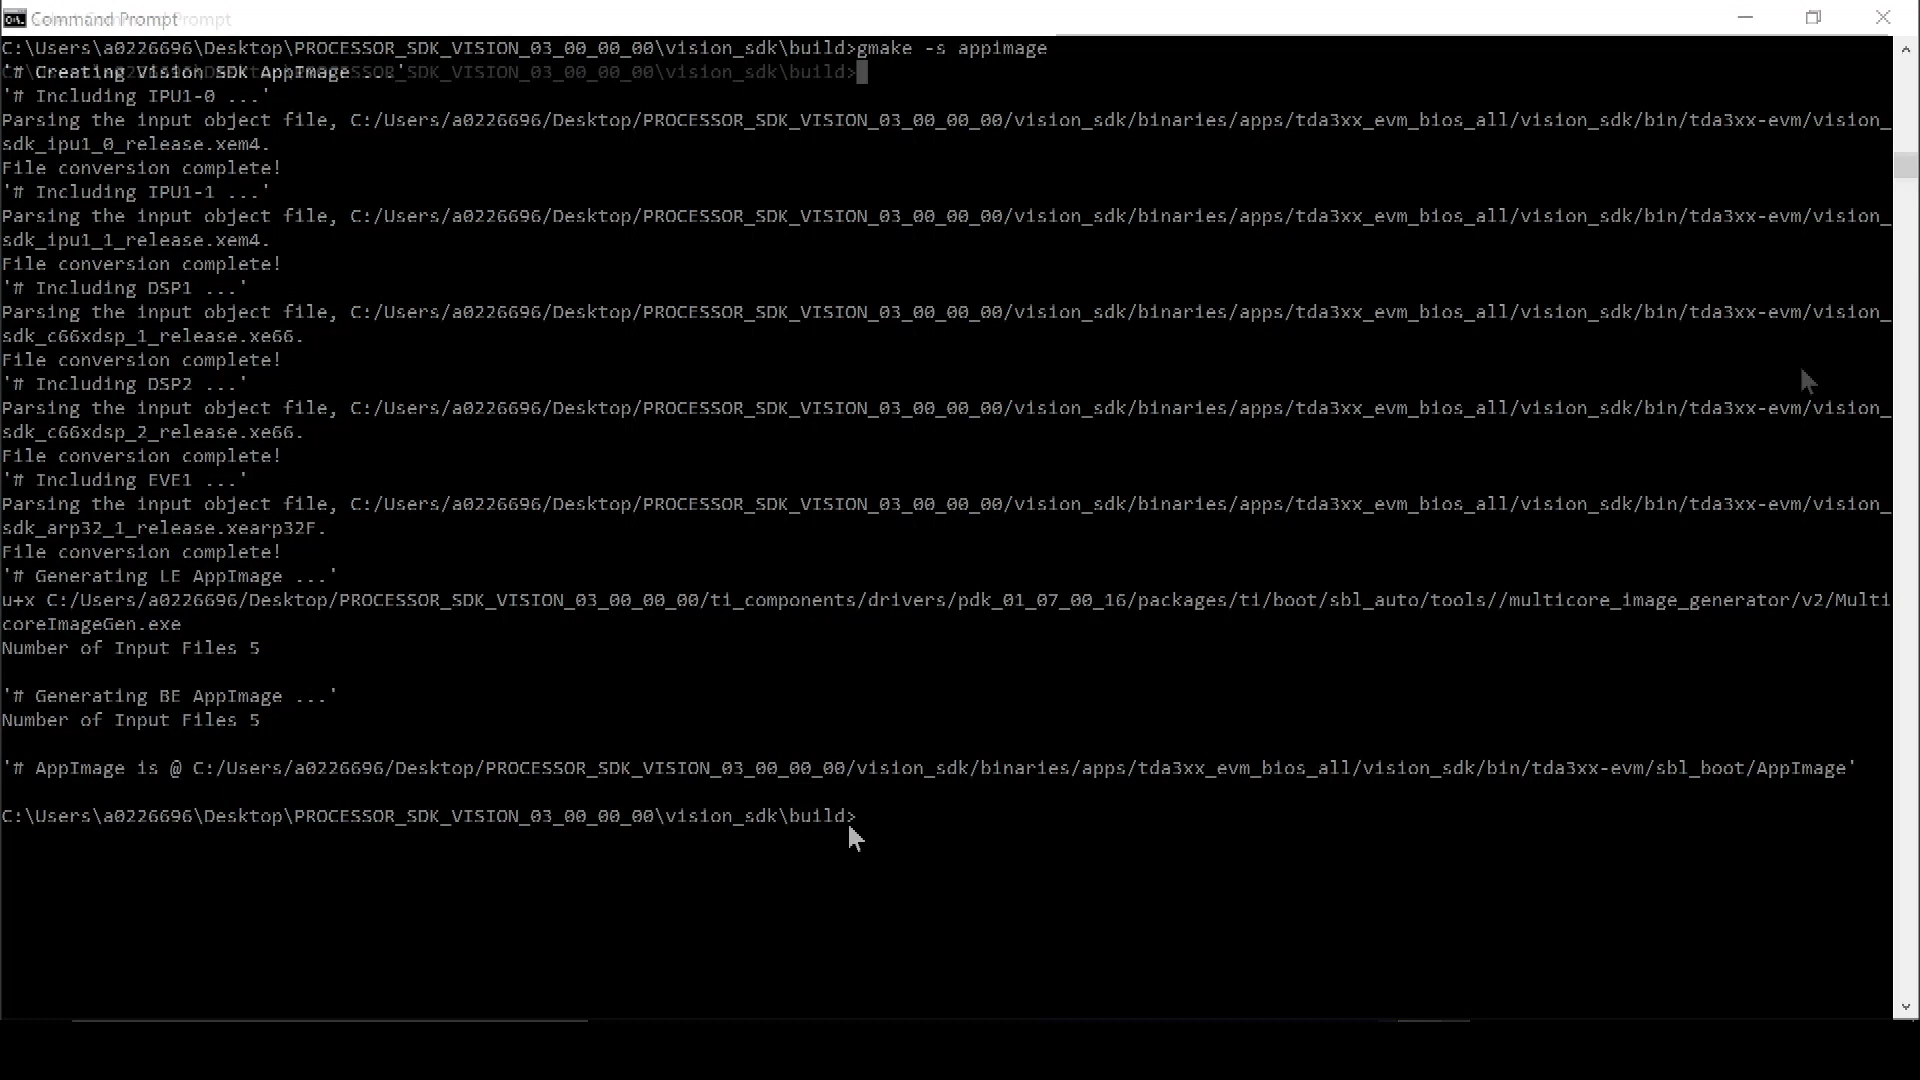 Command Prompt
C:\Users\a0226696\Desktop\PROCESSOR_SDK_VISION_03_00_00_00\vision_sdk\build>gmake -s appimage
'# Creating Vision SDK AppImage ...'
'# Including IPU1-0 ...'
Parsing the input object file, C:/Users/a0226696/Desktop/PROCESSOR_SDK_VISION_03_00_00_00/vision_sdk/binaries/apps/tda3xx_evm_bios_all/vision_sdk/bin/tda3xx-evm/vision_
sdk_ipu1_0_release.xem4.
File conversion complete!
'# Including IPU1-1 ...'
Parsing the input object file, C:/Users/a0226696/Desktop/PROCESSOR_SDK_VISION_03_00_00_00/vision_sdk/binaries/apps/tda3xx_evm_bios_all/vision_sdk/bin/tda3xx-evm/vision_
sdk_ipu1_1_release.xem4.
File conversion complete!
'# Including DSP1 ...'
Parsing the input object file, C:/Users/a0226696/Desktop/PROCESSOR_SDK_VISION_03_00_00_00/vision_sdk/binaries/apps/tda3xx_evm_bios_all/vision_sdk/bin/tda3xx-evm/vision_
sdk_c66xdsp_1_release.xe66.
File conversion complete!
'# Including DSP2 ...'
Parsing the input object file, C:/Users/a0226696/Desktop/PROCESSOR_SDK_VISION_03_00_00_00/vision_sdk/binaries/apps/tda3xx_evm_bios_all/vision_sdk/bin/tda3xx-evm/vision_
sdk_c66xdsp_2_release.xe66.
File conversion complete!
'# Including EVE1 ...'
Parsing the input object file, C:/Users/a0226696/Desktop/PROCESSOR_SDK_VISION_03_00_00_00/vision_sdk/binaries/apps/tda3xx_evm_bios_all/vision_sdk/bin/tda3xx-evm/vision_
sdk_arp32_1_release.xearp32F.
File conversion complete!
'# Generating LE AppImage ...'
u+x C:/Users/a0226696/Desktop/PROCESSOR_SDK_VISION_03_00_00_00/ti_components/drivers/pdk_01_07_00_16/packages/ti/boot/sbl_auto/tools//multicore_image_generator/v2/Multi
coreImageGen.exe
Number of Input Files 5
'# Generating BE AppImage ...'
Number of Input Files 5
'# AppImage is @ C:/Users/a0226696/Desktop/PROCESSOR_SDK_VISION_03_00_00_00/vision_sdk/binaries/apps/tda3xx_evm_bios_all/vision_sdk/bin/tda3xx-evm/sbl_boot/AppImage'
C:\Users\a0226696\Desktop\PROCESSOR_SDK_VISION_03_00_00_00\vision_sdk\build>